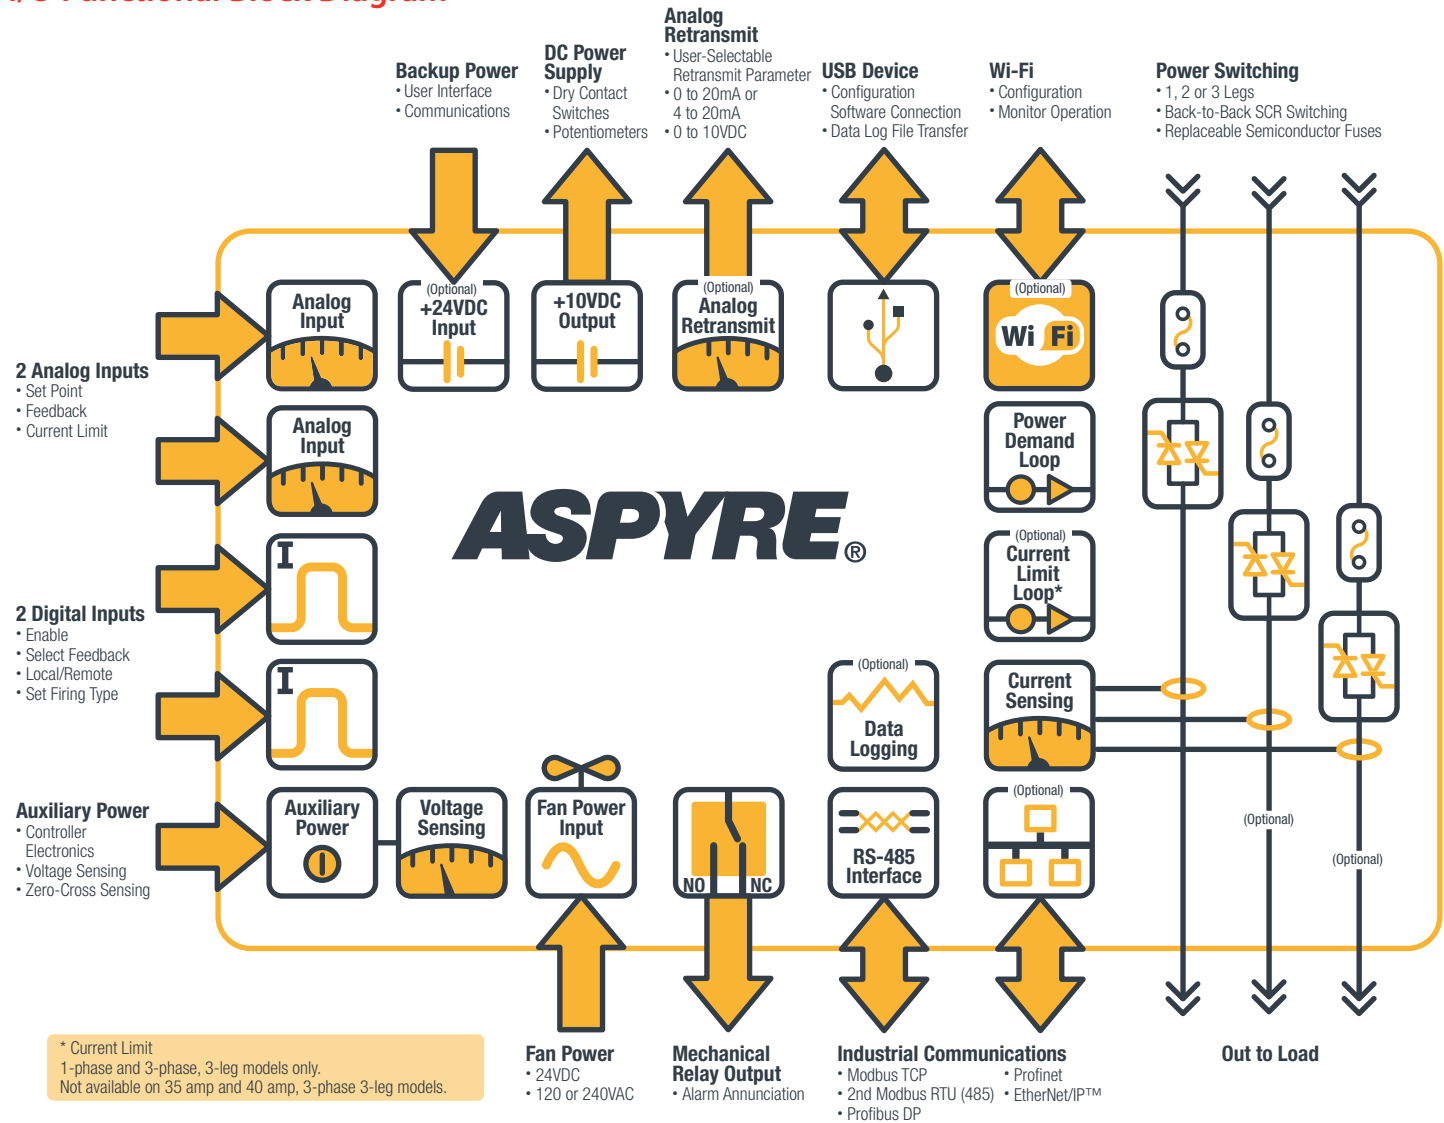 Functional Block Diagram
Backup Power
• User Interface
• Communications
DC Power
Supply
• Dry Contact
Switches
• Potentiometers
Analog
Retransmit
• User-Selectable
Retransmit Parameter
• 0 to 20mA or
4 to 20mA
• 0 to 10VDC
USB Device
• Configuration
Software Connection
• Data Log File Transfer
Wi-Fi
• Configuration
• Monitor Operation
Power Switching
• 1, 2 or 3 Legs
• Back-to-Back SCR Switching
• Replaceable Semiconductor Fuses
2 Analog Inputs
• Set Point
• Feedback
• Current Limit
Analog
Input
(Optional)
+24VDC
Input
+10VDC
Output
(Optional)
Analog
Retransmit
(Optional)
Wi Fi
Analog
Input
Power
Demand
Loop
ASPYRE®
(Optional)
Current
Limit
Loop*
2 Digital Inputs
• Enable
• Select Feedback
• Local/Remote
• Set Firing Type
I
I
(Optional)
Data
Logging
Current
Sensing
Auxiliary Power
• Controller
Electronics
• Voltage Sensing
• Zero-Cross Sensing
Auxiliary
Power
Voltage
Sensing
Fan Power
Input
NO
NC
RS-485
Interface
(Optional)
(Optional)
(Optional)
* Current Limit
1-phase and 3-phase, 3-leg models only.
Not available on 35 amp and 40 amp, 3-phase 3-leg models.
Fan Power
• 24VDC
• 120 or 240VAC
Mechanical
Relay Output
• Alarm Annunciation
Industrial Communications
• Modbus TCP
• 2nd Modbus RTU (485)
• Profibus DP
• Profinet
• EtherNet/IP™
Out to Load